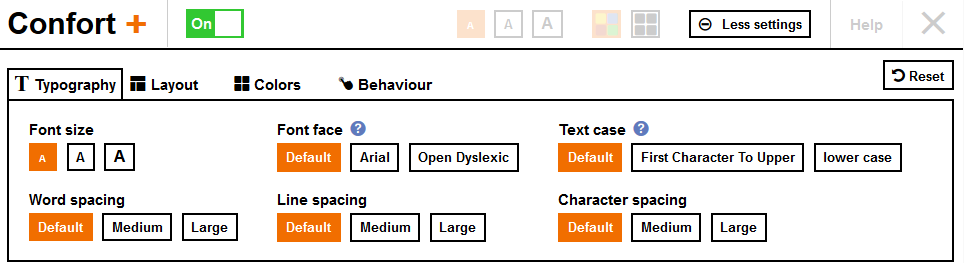 Confort +
On
A A A
Less settings
Help
Reset
T Typography
Layout
Colors
Behaviour
Font size
A A A
Font face ?
Default Arial Open Dyslexic
Text case ?
Default First Character To Upper lower case
Word spacing
Default Medium Large
Line spacing
Default Medium Large
Character spacing
Default Medium Large